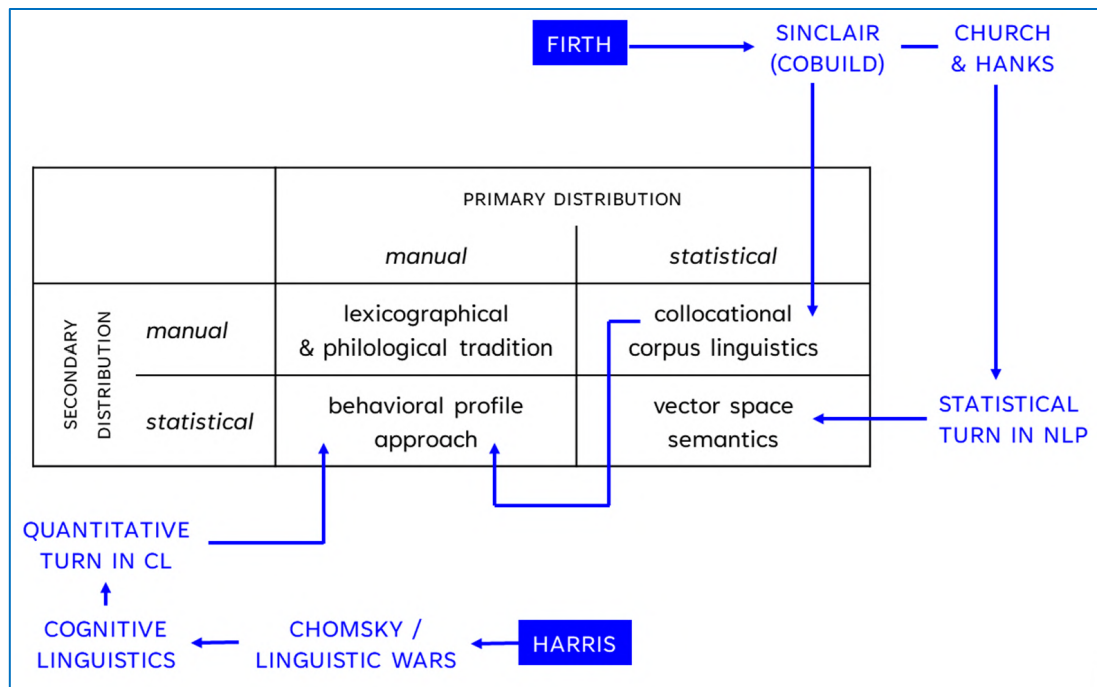 FIRTH
SINCLAIR
(COBUILD)
CHURCH
& HANKS
PRIMARY DISTRIBUTION
manual
statistical
SECONDARY
DISTRIBUTION
manual
lexicographical
& philological tradition
collocational
corpus linguistics
statistical
behavioral profile
approach
vector space
semantics
STATISTICAL
TURN IN NLP
QUANTITATIVE
TURN IN CL
COGNITIVE
LINGUISTICS
CHOMSKY /
LINGUISTIC WARS
HARRIS